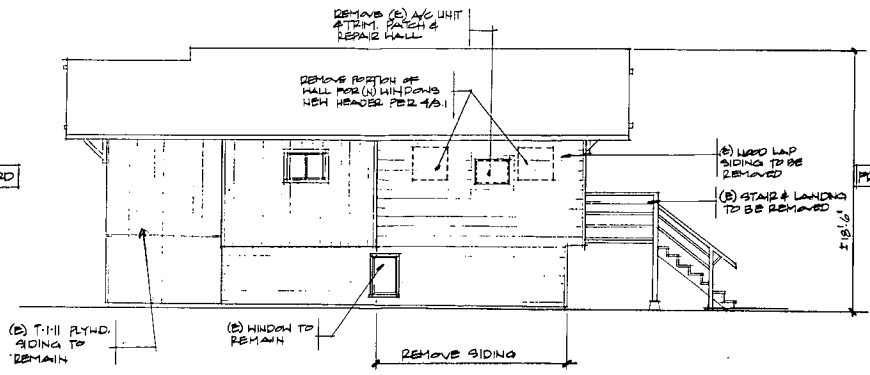 REMOVE (E) A/C UNIT
& TRIM. PATCH &
REPAIR WALL
REMOVE PORTION OF
WALL FOR (N) WINDOWS
NEW HEADER PER 4/S.1
(E) WOOD LAP
SIDING TO BE
REMOVED
(E) STAIR & LANDING
TO BE REMOVED
± 18'6"
(E) T-1-11 PLYWD.
SIDING TO
REMAIN
(E) WINDOW TO
REMAIN
REMOVE SIDING